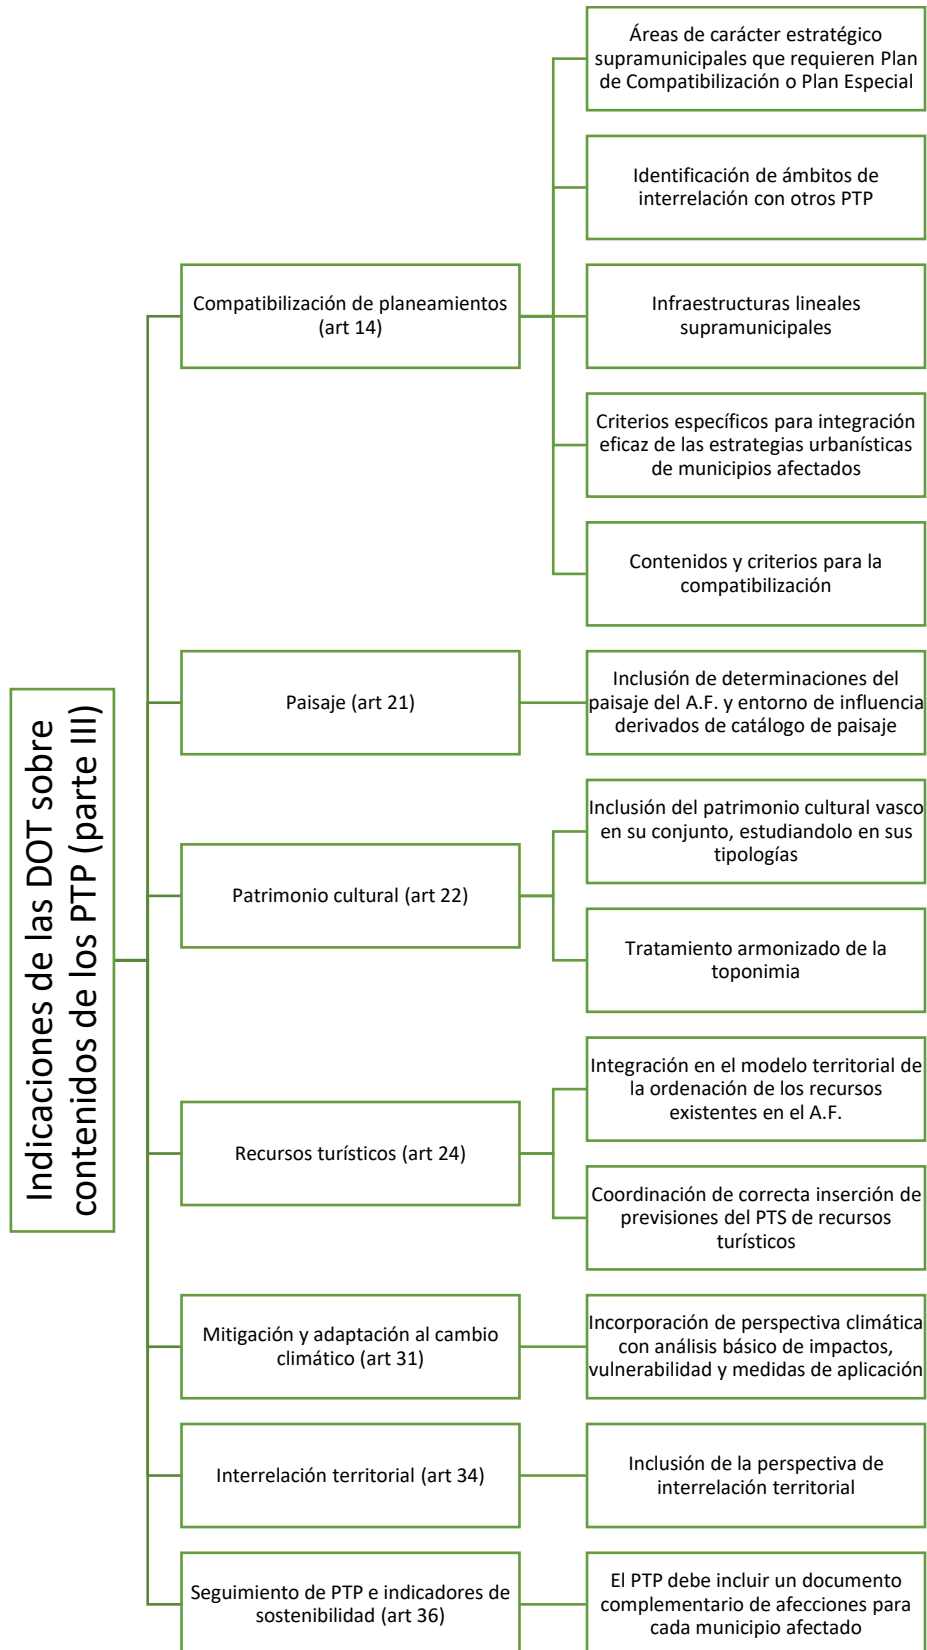 Indicaciones de las DOT sobre
contenidos de los PTP (parte III)
Compatibilización de planeamientos
(art 14)
Áreas de carácter estratégico
supramunicipales que requieren Plan
de Compatibilización o Plan Especial
Identificación de ámbitos de
interrelación con otros PTP
Infraestructuras lineales
supramunicipales
Criterios específicos para integración
eficaz de las estrategias urbanísticas
de municipios afectados
Contenidos y criterios para la
compatibilización
Paisaje (art 21)
Inclusión de determinaciones del
paisaje del A.F. y entorno de influencia
derivados de catálogo de paisaje
Patrimonio cultural (art 22)
Inclusión del patrimonio cultural vasco
en su conjunto, estudiandolo en sus
tipologías
Tratamiento armonizado de la
toponimia
Recursos turísticos (art 24)
Integración en el modelo territorial de
la ordenación de los recursos
existentes en el A.F.
Coordinación de correcta inserción de
previsiones del PTS de recursos
turísticos
Mitigación y adaptación al cambio
climático (art 31)
Incorporación de perspectiva climática
con análisis básico de impactos,
vulnerabilidad y medidas de aplicación
Interrelación territorial (art 34)
Inclusión de la perspectiva de
interrelación territorial
Seguimiento de PTP e indicadores de
sostenibilidad (art 36)
El PTP debe incluir un documento
complementario de afecciones para
cada municipio afectado